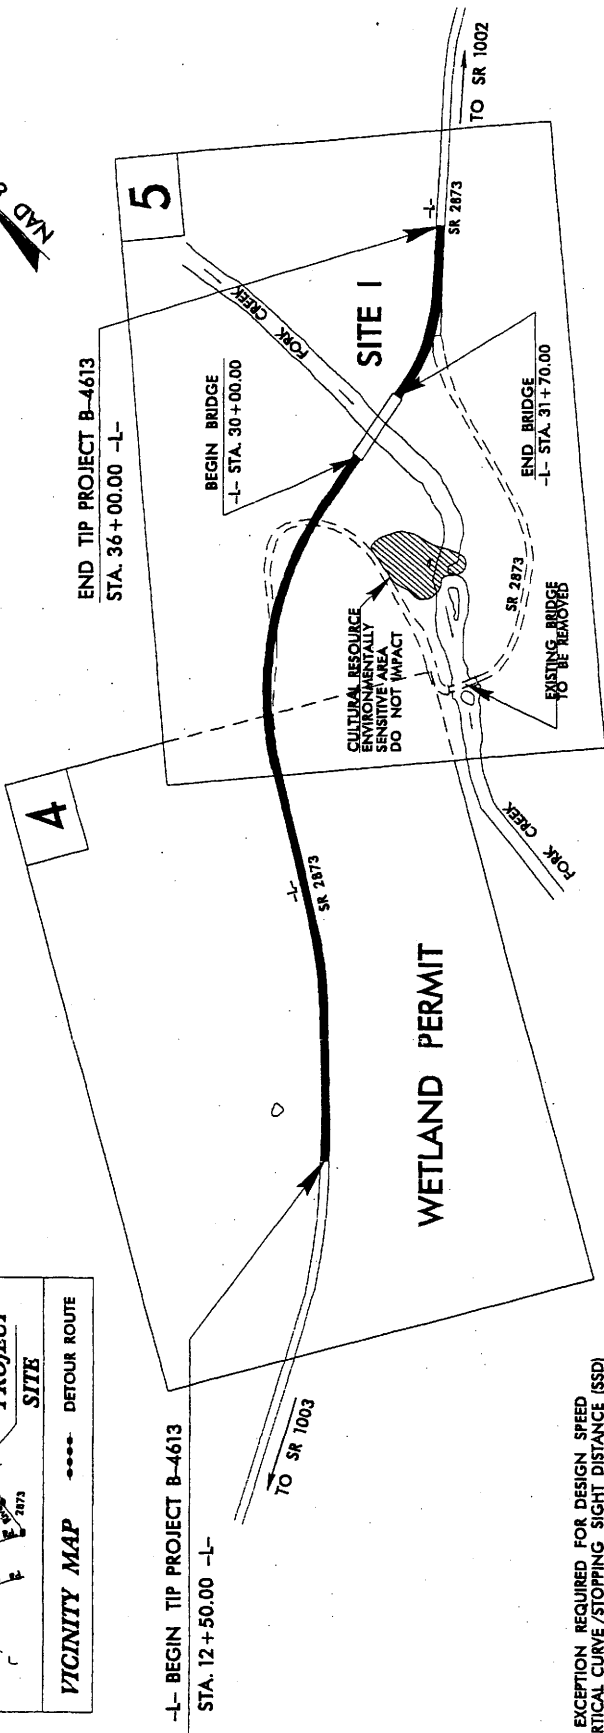 NAD
5
TO SR 1002
END TIP PROJECT B-4613
STA. 36+00.00 -L-
-L-
SR 2873
FORK CREEK
SITE 1
BEGIN BRIDGE
-L- STA. 30+00.00
END BRIDGE
-L- STA. 31+70.00
CULTURAL RESOURCE
ENVIRONMENTALLY
SENSITIVE AREA
DO NOT IMPACT
SR 2873
EXISTING BRIDGE
TO BE REMOVED
4
-L-
SR 2873
FORK CREEK
WETLAND PERMIT
-L- BEGIN TIP PROJECT B-4613
STA. 12+50.00 -L-
TO SR 1003
PROJECT
SITE
2873
VICINITY MAP
DETOUR ROUTE
EXCEPTION REQUIRED FOR DESIGN SPEED
RTICAL CURVE/STOPPING SIGHT DISTANCE (SSD)